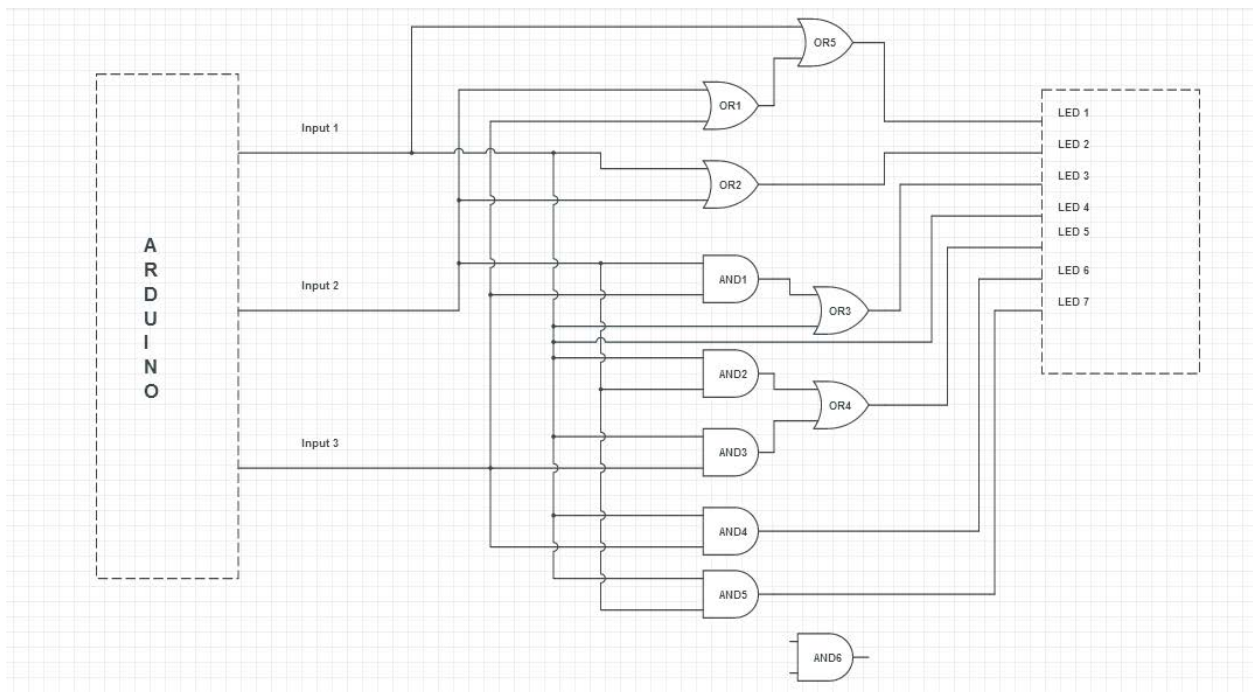 OR5
OR1
LED 1
Input 1
LED 2
OR2
LED 3
LED 4
LED 5
ARDUINO
AND1
LED 6
Input 2
LED 7
OR3
AND2
OR4
Input 3
AND3
AND4
AND5
AND6